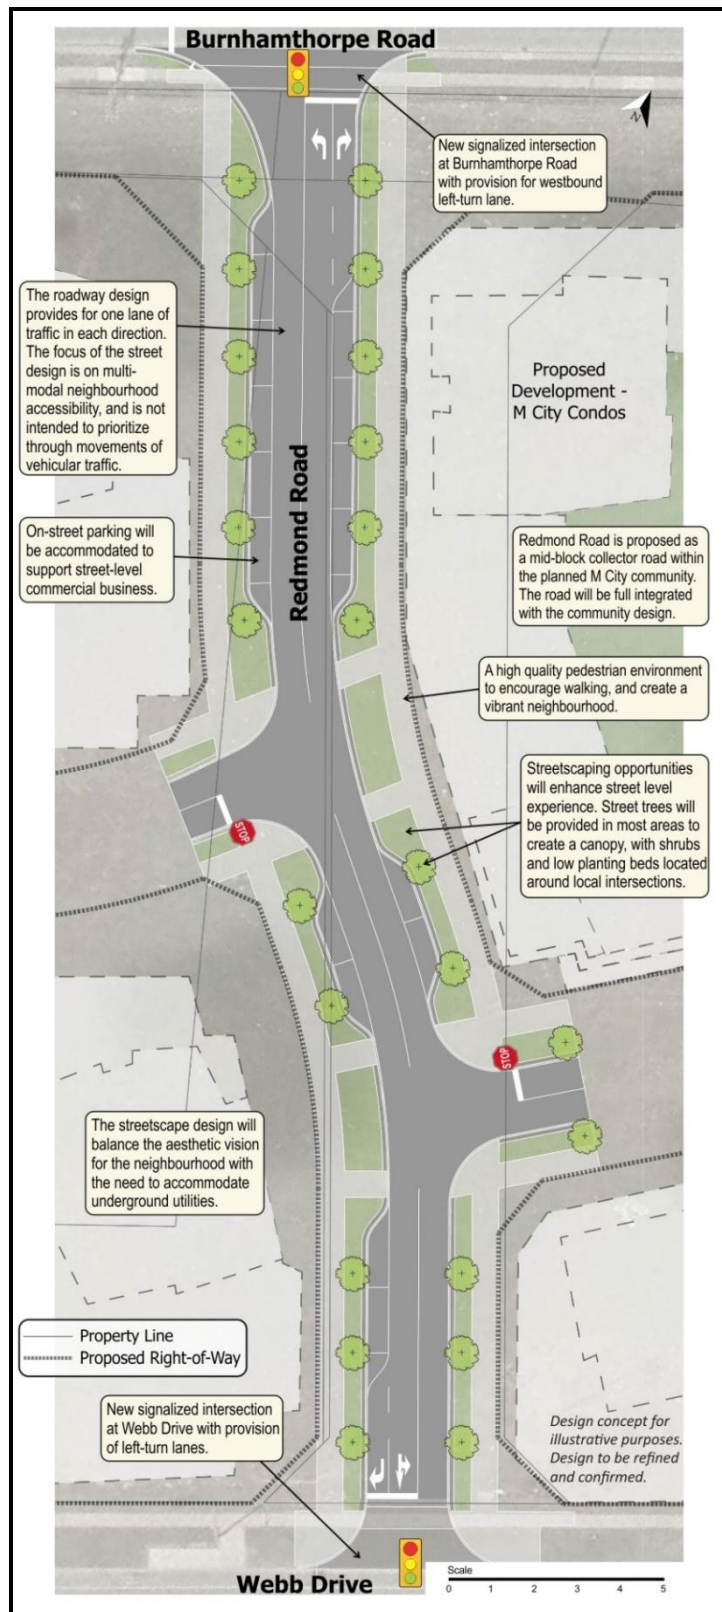 Burnhamthorpe Road
N
New signalized intersection
at Burnhamthorpe Road
with provision for westbound
left-turn lane.
The roadway design
provides for one lane of
traffic in each direction.
The focus of the street
design is on multi-
modal neighbourhood
accessibility, and is not
intended to prioritize
through movements of
vehicular traffic.
Proposed
Development -
M City Condos
Redmond Road
On-street parking will
be accommodated to
support street-level
commercial business.
Redmond Road is proposed as
a mid-block collector road within
the planned M City community.
The road will be full integrated
with the community design.
A high quality pedestrian environment
to encourage walking, and create a
vibrant neighbourhood.
Streetscaping opportunities
will enhance street level
experience. Street trees will
be provided in most areas to
create a canopy, with shrubs
and low planting beds located
around local intersections.
STOP
STOP
The streetscape design will
balance the aesthetic vision
for the neighbourhood with
the need to accommodate
underground utilities.
Property Line
Proposed Right-of-Way
New signalized intersection
at Webb Drive with provision
of left-turn lanes.
Design concept for
illustrative purposes.
Design to be refined
and confirmed.
Webb Drive
Scale
0 1 2 3 4 5